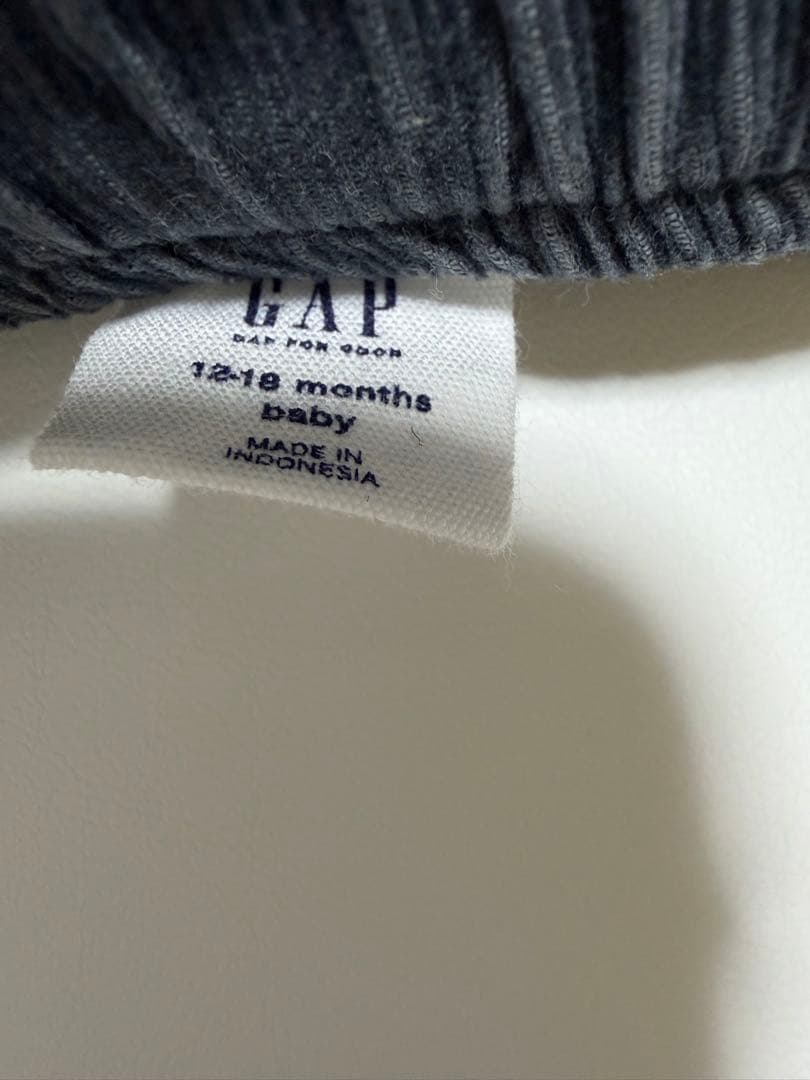 GAP
GAP FOR GOOD
12-18 months
baby
MADE IN
INDONESIA